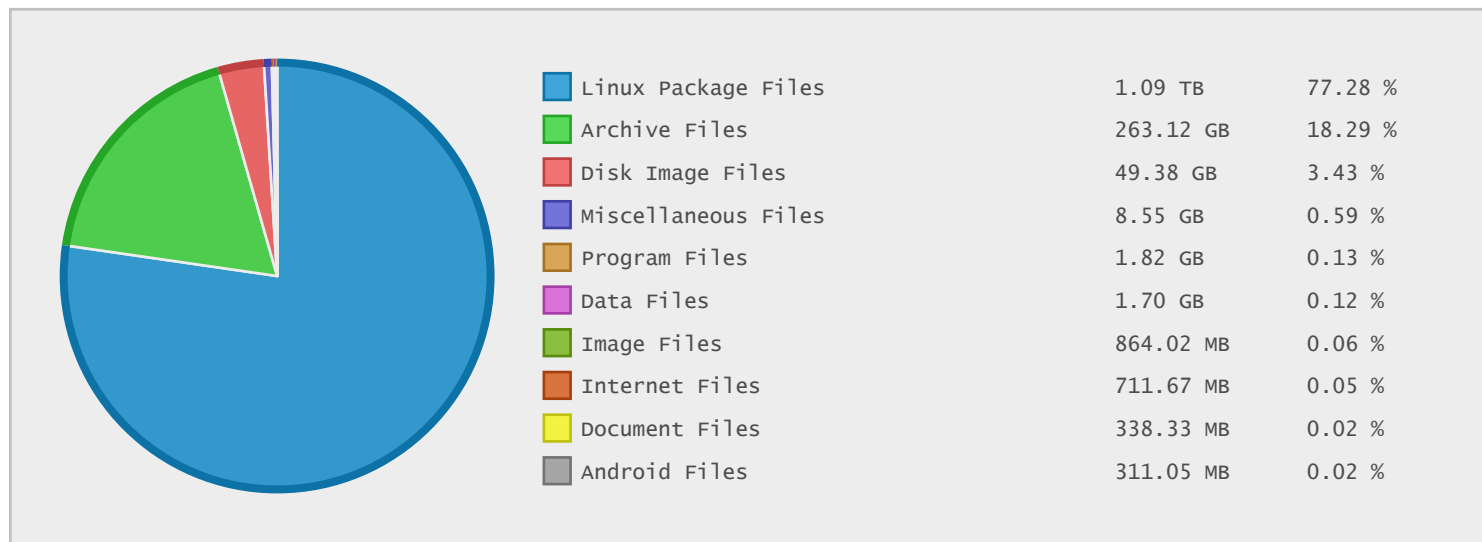 Linux Package Files 1.09 TB 77.28 %
Archive Files 263.12 GB 18.29 %
Disk Image Files 49.38 GB 3.43 %
Miscellaneous Files 8.55 GB 0.59 %
Program Files 1.82 GB 0.13 %
Data Files 1.70 GB 0.12 %
Image Files 864.02 MB 0.06 %
Internet Files 711.67 MB 0.05 %
Document Files 338.33 MB 0.02 %
Android Files 311.05 MB 0.02 %